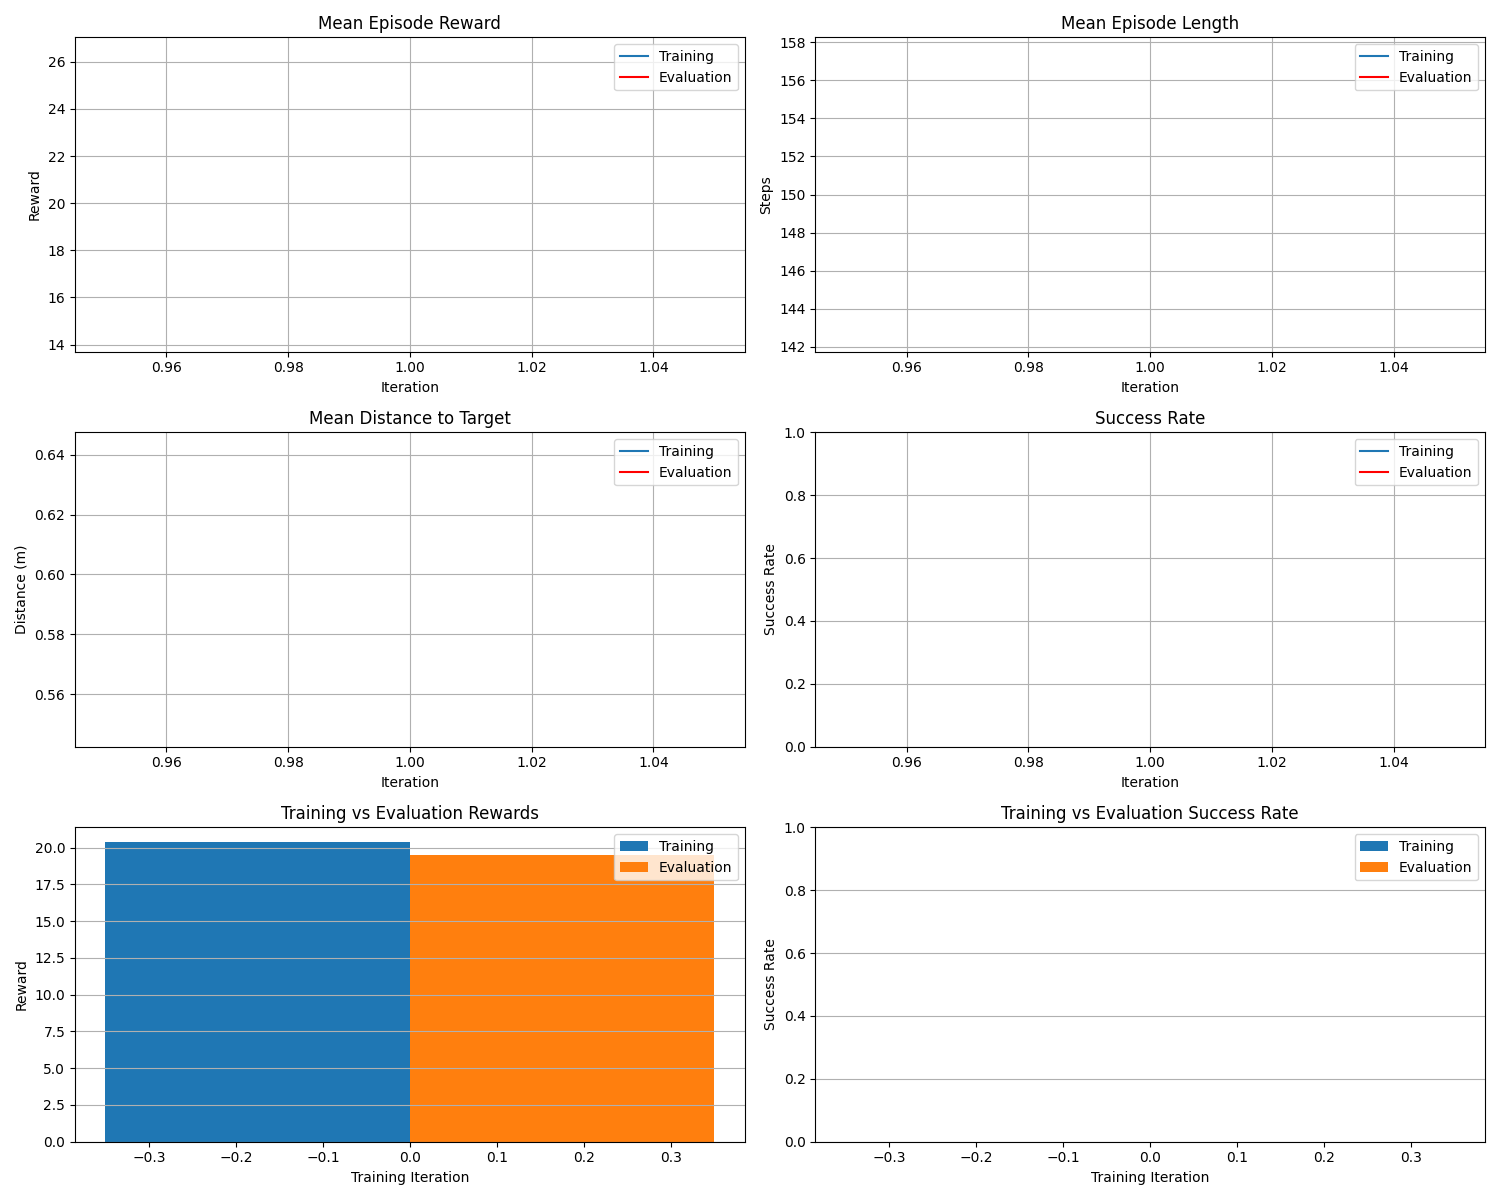 Mean Episode Reward
Training
Evaluation
26
24
22
20
18
16
14
Reward
0.96 0.98 1.00 1.02 1.04
Iteration
Mean Episode Length
Training
Evaluation
158
156
154
152
150
148
146
144
142
Steps
0.96 0.98 1.00 1.02 1.04
Iteration
Mean Distance to Target
Training
Evaluation
0.64
0.62
0.60
0.58
0.56
Distance (m)
0.96 0.98 1.00 1.02 1.04
Iteration
Success Rate
Training
Evaluation
1.0
0.8
0.6
0.4
0.2
0.0
Success Rate
0.96 0.98 1.00 1.02 1.04
Iteration
Training vs Evaluation Rewards
Training
Evaluation
20.0
17.5
15.0
12.5
10.0
7.5
5.0
2.5
0.0
Reward
−0.3 −0.2 −0.1 0.0 0.1 0.2 0.3
Training Iteration
Training vs Evaluation Success Rate
Training
Evaluation
1.0
0.8
0.6
0.4
0.2
0.0
Success Rate
−0.3 −0.2 −0.1 0.0 0.1 0.2 0.3
Training Iteration